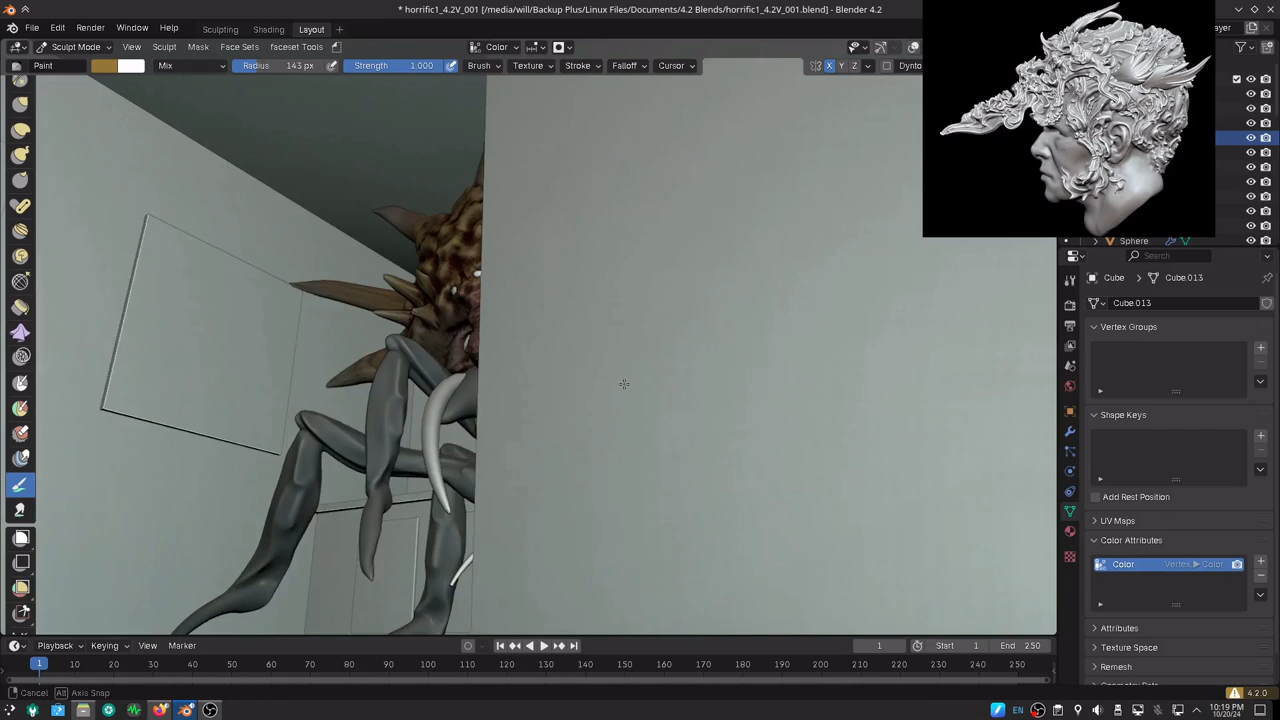 * horrific1_4.2V_001 [/media/will/Backup Plus/Linux Files/Documents/4.2 Blends/horrific1_4.2V_001.blend] - Blender 4.2
File Edit Render Window Help Sculpting Shading Layout
Sculpt Mode View Sculpt Mask Face Sets faceset Tools Color
Paint Mix Radius 143 px Strength 1.000 Brush Texture Stroke Falloff Cursor X Y Z Dynto
Sphere
Search
Cube Cube.013
Cube.013
Vertex Groups
Shape Keys
Add Rest Position
UV Maps
Color Attributes
Color Vertex ▶ Color
Attributes
Texture Space
Remesh
Playback Keying View Marker 1 Start 1 End 250
1 10 20 30 40 50 60 70 80 90 100 110 120 130 140 150 160 170 180 190 200 210 220 230 240 250
Cancel Alt Axis Snap 4.2.0
EN 10:19 PM
10/20/24